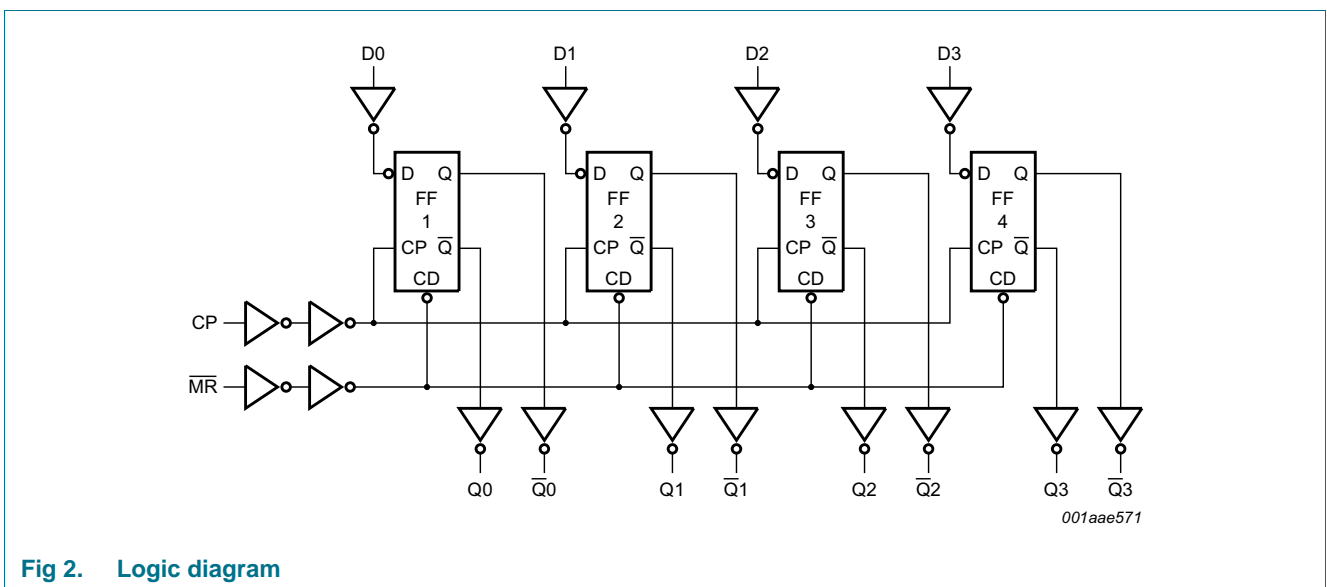 D0 D1 D2 D3
D Q D Q D Q D Q
FF FF FF FF
1 2 3 4
CP Q̅ CP Q̅ CP Q̅ CP Q̅
CD CD CD CD
CP
M̅R̅
Q0 Q̅0 Q1 Q̅1 Q2 Q̅2 Q3 Q̅3
001aae571
Fig 2. Logic diagram